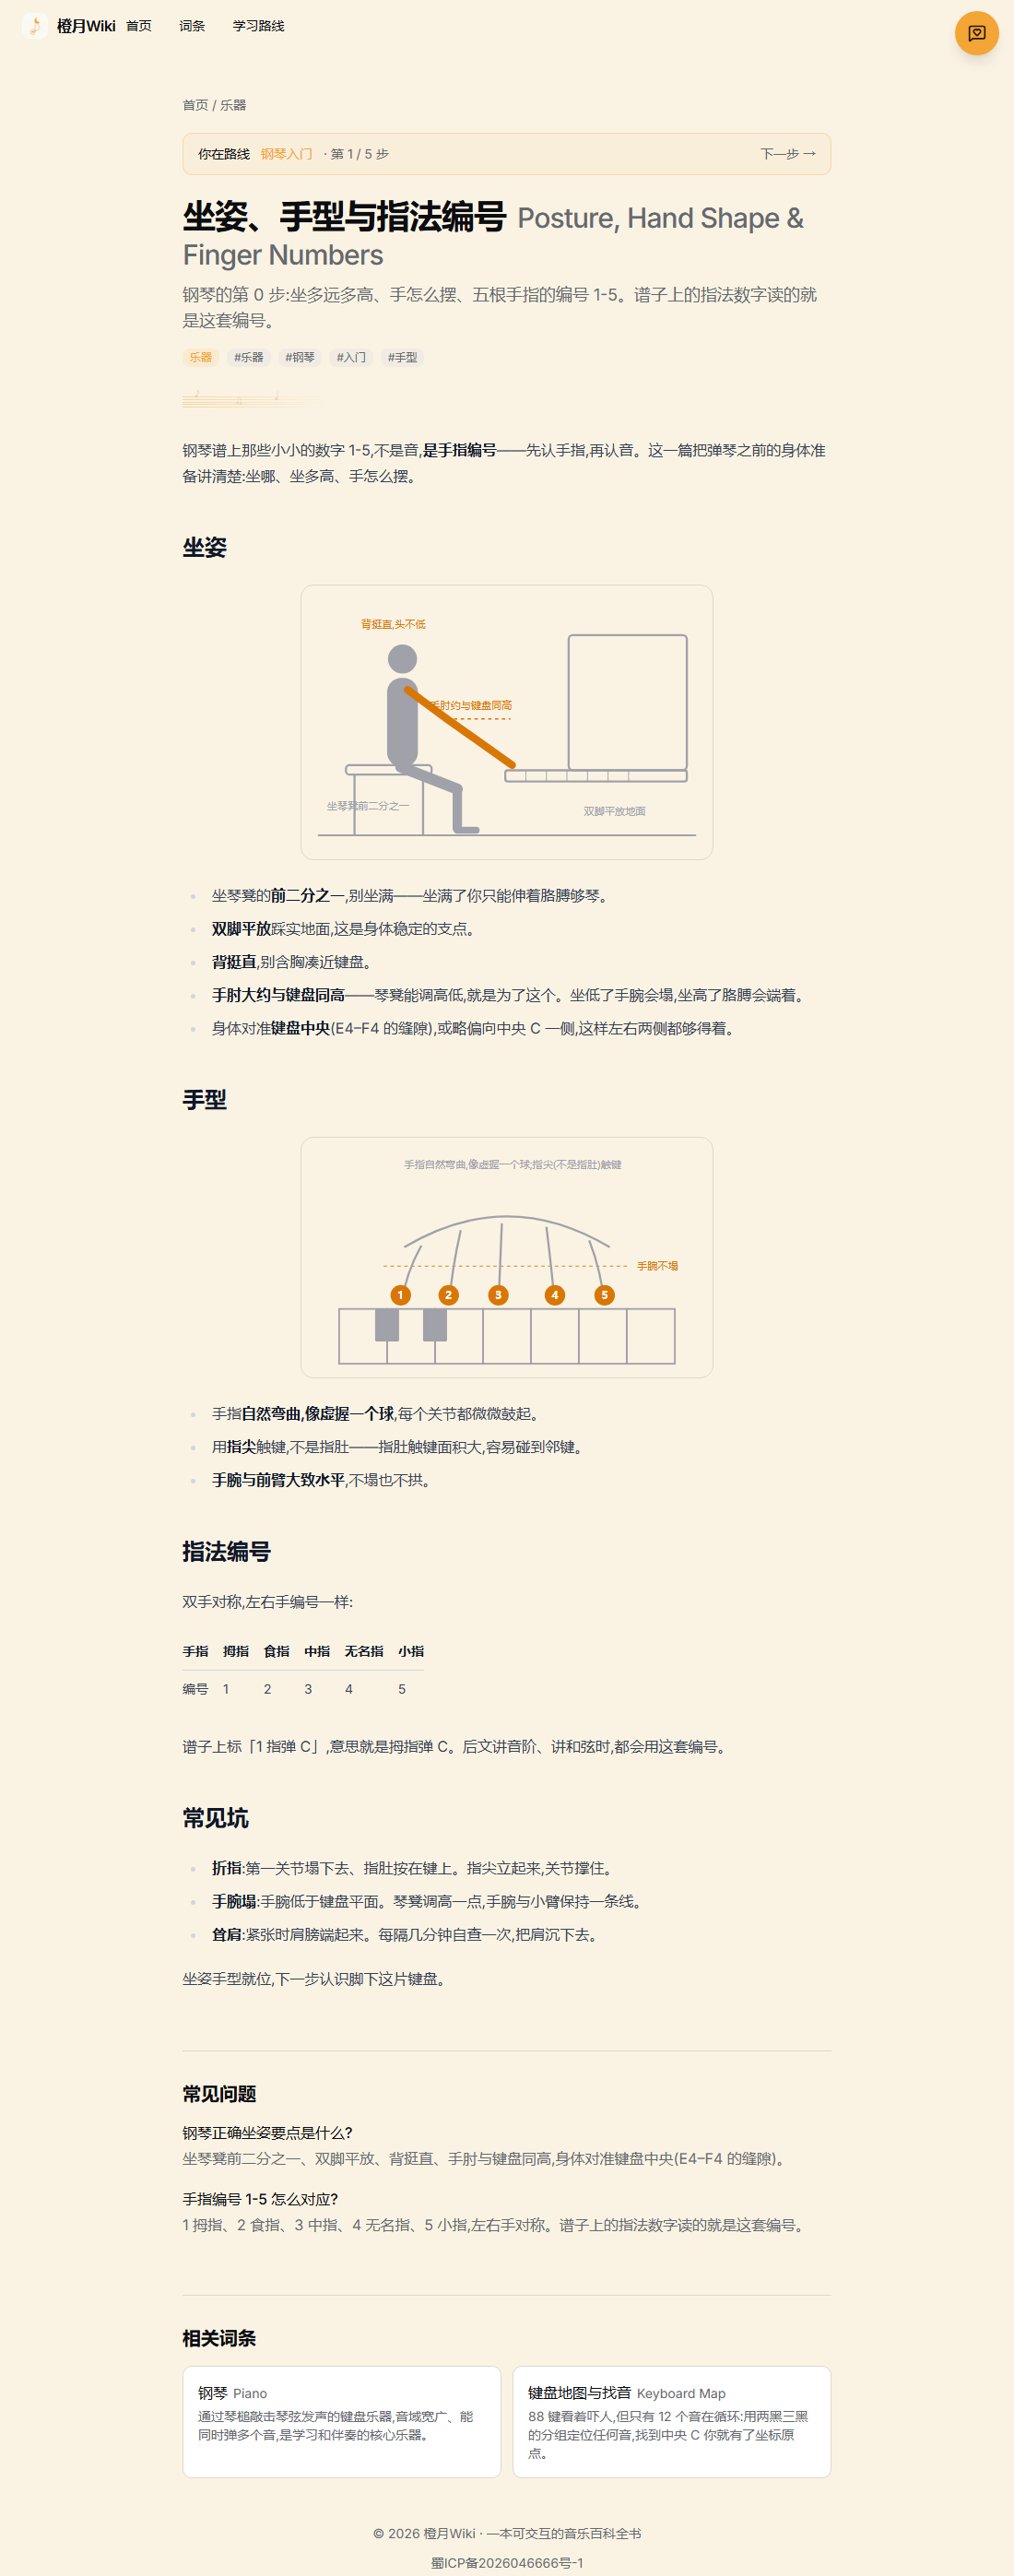 橙月Wiki 首页 词条 学习路线
首页 / 乐器
你在路线 钢琴入门 · 第 1 / 5 步 下一步 →
坐姿、手型与指法编号 Posture, Hand Shape &
Finger Numbers
钢琴的第 0 步:坐多远多高、手怎么摆、五根手指的编号 1-5。谱子上的指法数字读的就
是这套编号。
乐器 #乐器 #钢琴 #入门 #手型
钢琴谱上那些小小的数字 1-5,不是音,是手指编号——先认手指,再认音。这一篇把弹琴之前的身体准
备讲清楚:坐哪、坐多高、手怎么摆。
坐姿
背挺直,头不低
手肘约与键盘同高
坐琴凳前二分之一
双脚平放地面
坐琴凳的前二分之一,别坐满——坐满了你只能伸着胳膊够琴。
双脚平放踩实地面,这是身体稳定的支点。
背挺直,别含胸凑近键盘。
手肘大约与键盘同高——琴凳能调高低,就是为了这个。坐低了手腕会塌,坐高了胳膊会端着。
身体对准键盘中央(E4–F4 的缝隙),或略偏向中央 C 一侧,这样左右两侧都够得着。
手型
手指自然弯曲,像虚握一个球;指尖(不是指肚)触键
手腕不塌
1 2 3 4 5
手指自然弯曲,像虚握一个球,每个关节都微微鼓起。
用指尖触键,不是指肚——指肚触键面积大,容易碰到邻键。
手腕与前臂大致水平,不塌也不拱。
指法编号
双手对称,左右手编号一样:
手指 拇指 食指 中指 无名指 小指
编号 1 2 3 4 5
谱子上标「1 指弹 C」,意思就是拇指弹 C。后文讲音阶、讲和弦时,都会用这套编号。
常见坑
折指:第一关节塌下去、指肚按在键上。指尖立起来,关节撑住。
手腕塌:手腕低于键盘平面。琴凳调高一点,手腕与小臂保持一条线。
耸肩:紧张时肩膀端起来。每隔几分钟自查一次,把肩沉下去。
坐姿手型就位,下一步认识脚下这片键盘。
常见问题
钢琴正确坐姿要点是什么?
坐琴凳前二分之一、双脚平放、背挺直、手肘与键盘同高,身体对准键盘中央(E4–F4 的缝隙)。
手指编号 1-5 怎么对应?
1 拇指、2 食指、3 中指、4 无名指、5 小指,左右手对称。谱子上的指法数字读的就是这套编号。
相关词条
钢琴 Piano
通过琴槌敲击琴弦发声的键盘乐器,音域宽广、能
同时弹多个音,是学习和伴奏的核心乐器。
键盘地图与找音 Keyboard Map
88 键看着吓人,但只有 12 个音在循环:用两黑三黑
的分组定位任何音,找到中央 C 你就有了坐标原
点。
© 2026 橙月Wiki · 一本可交互的音乐百科全书
蜀ICP备2026046666号-1